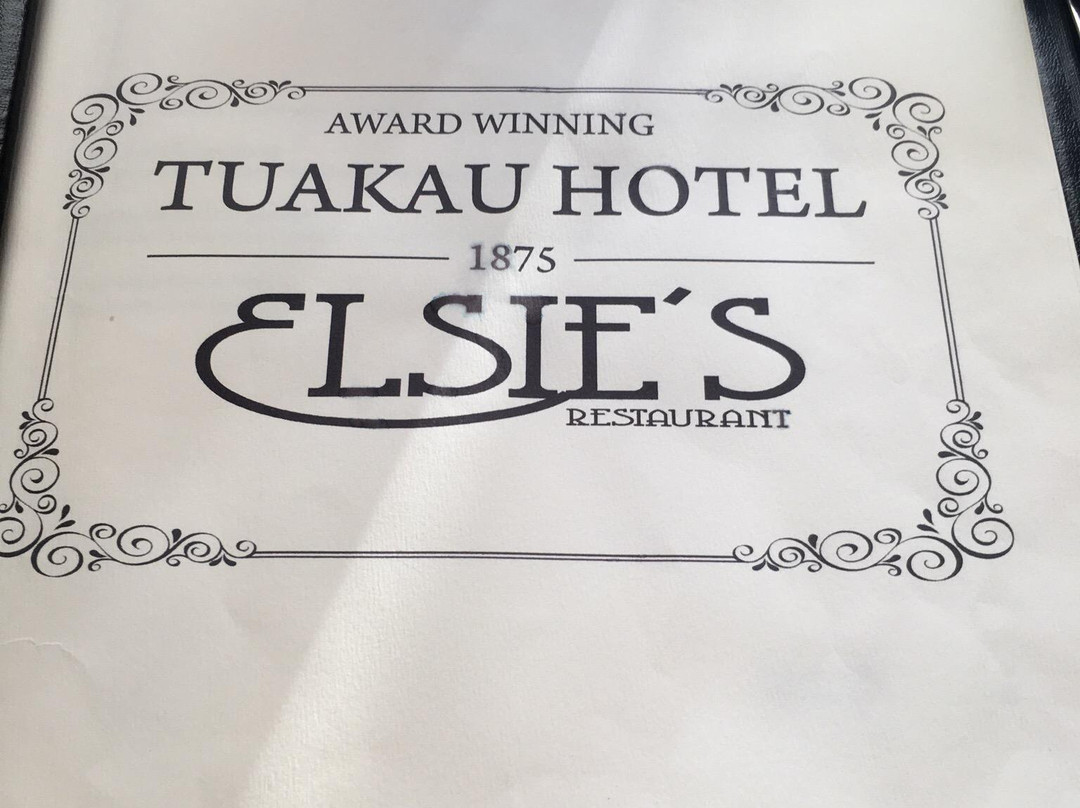 AWARD WINNING
TUAKAU HOTEL
1875
ELSIE´S
RESTAURANT